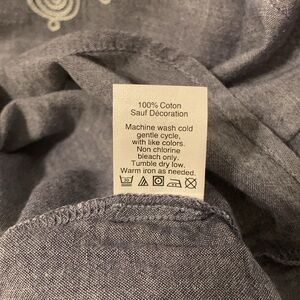 100% Cotton
Sauf Décoration
Machine wash cold
gentle cycle,
with like colors.
Non chlorine
bleach only.
Tumble dry low.
Warm iron as needed.